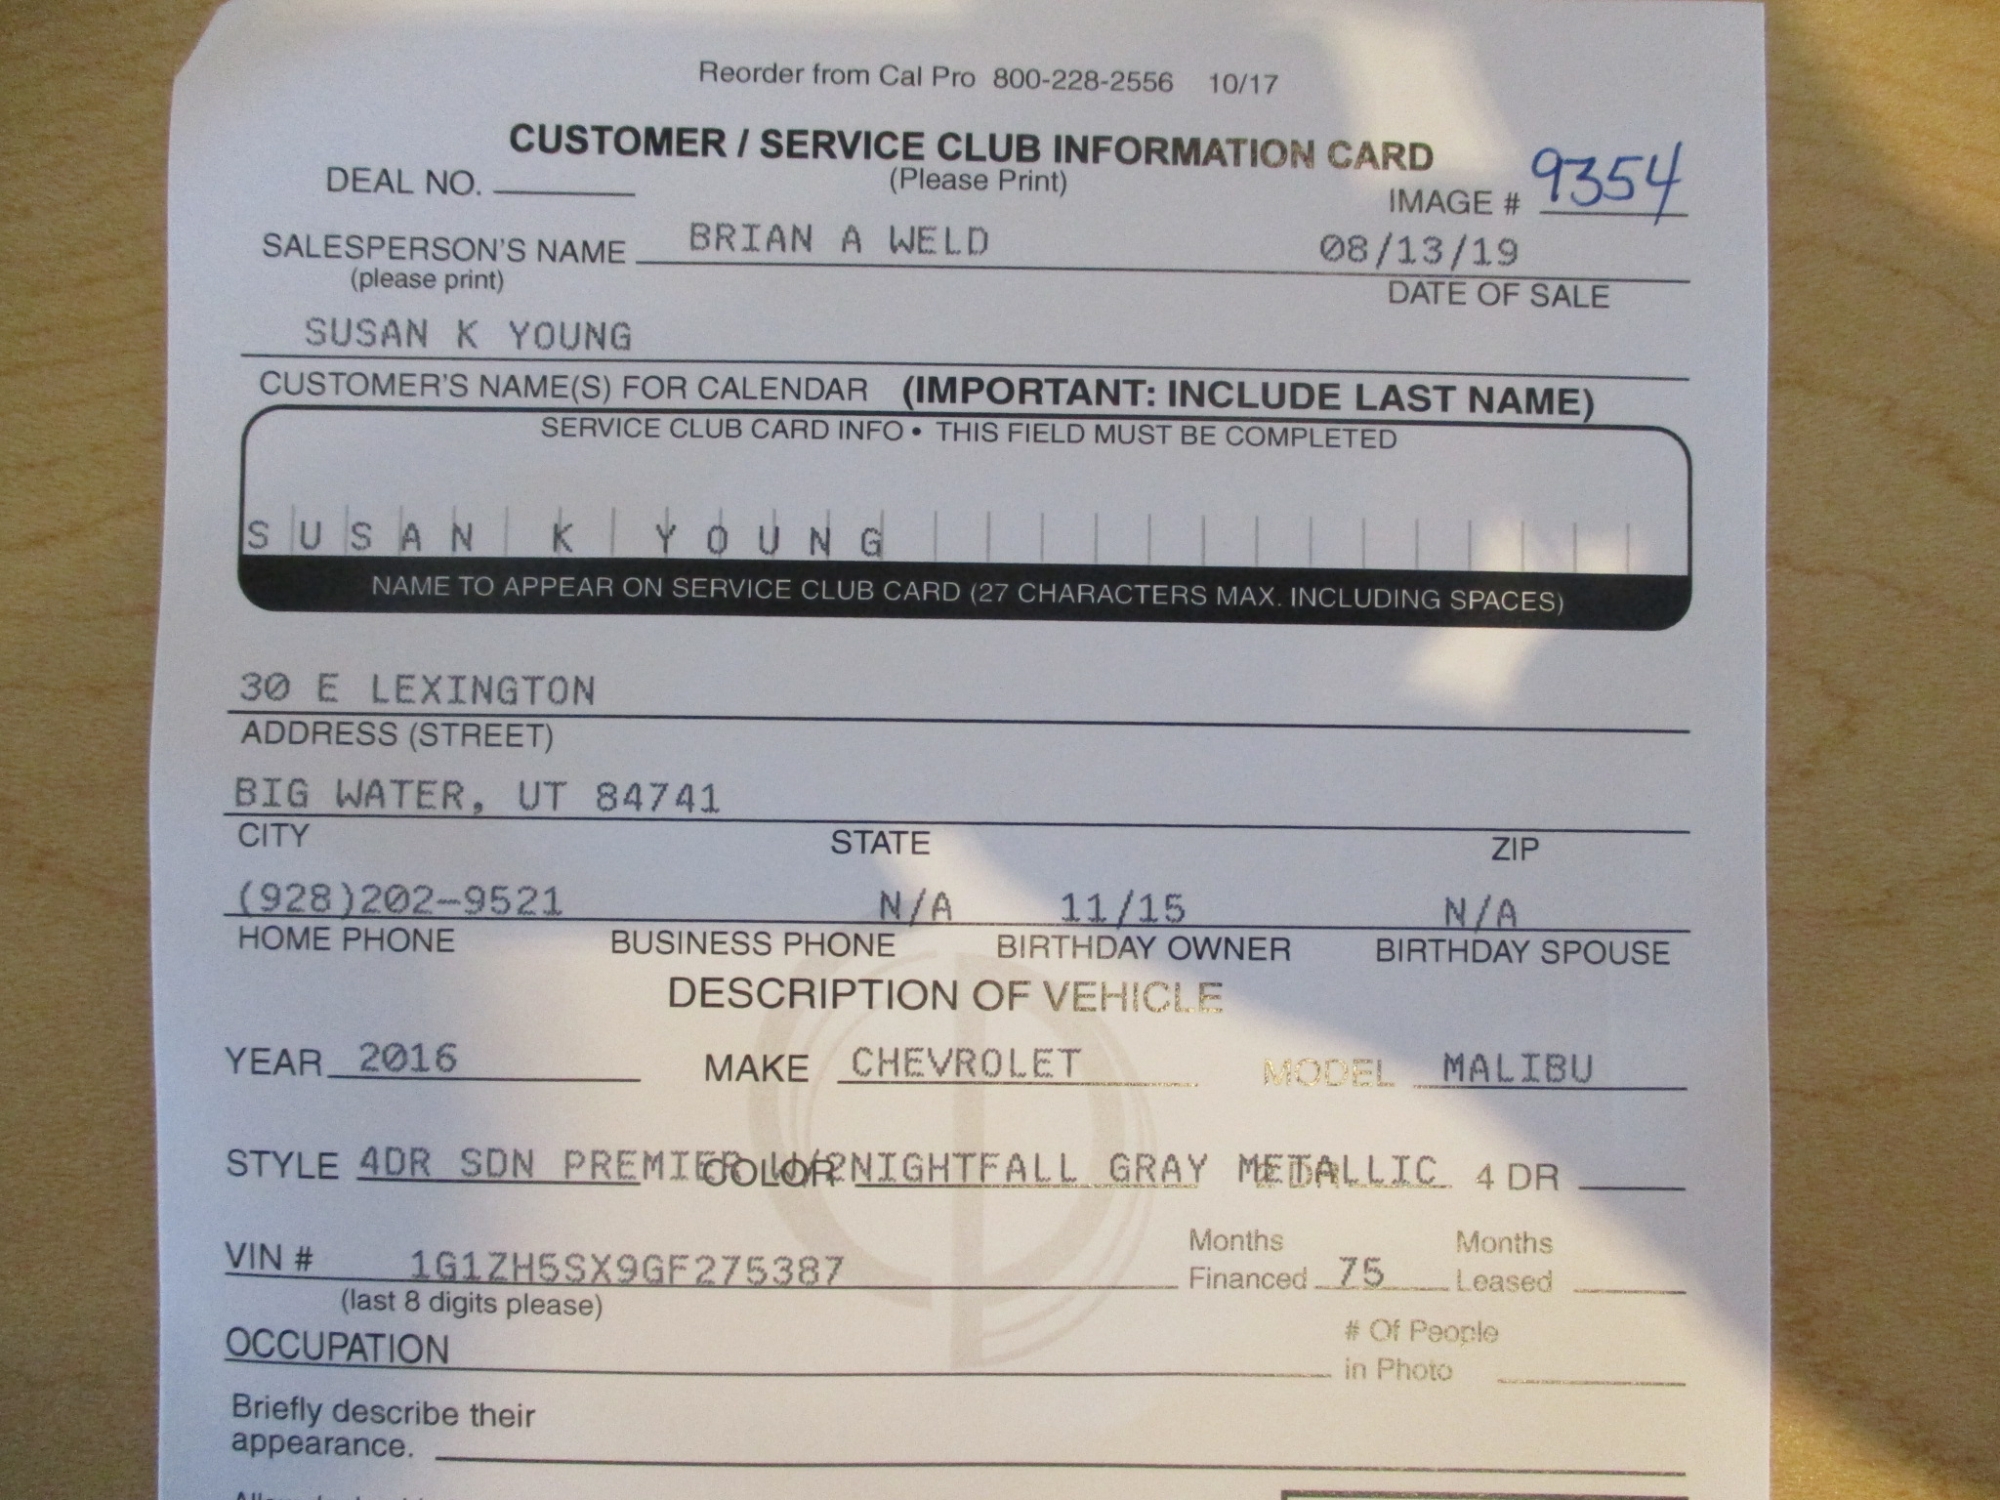 Reorder from Cal Pro 800-228-2556 10/17
CUSTOMER / SERVICE CLUB INFORMATION CARD
(Please Print)
DEAL NO.
IMAGE # 9354
SALESPERSON'S NAME BRIAN A WELD 08/13/19
(please print) DATE OF SALE
SUSAN K YOUNG
CUSTOMER'S NAME(S) FOR CALENDAR (IMPORTANT: INCLUDE LAST NAME)
SERVICE CLUB CARD INFO • THIS FIELD MUST BE COMPLETED
SUSAN K YOUNG
NAME TO APPEAR ON SERVICE CLUB CARD (27 CHARACTERS MAX. INCLUDING SPACES)
30 E LEXINGTON
ADDRESS (STREET)
BIG WATER, UT 84741
CITY STATE ZIP
(928)202-9521 N/A 11/15 N/A
HOME PHONE BUSINESS PHONE BIRTHDAY OWNER BIRTHDAY SPOUSE
DESCRIPTION OF VEHICLE
YEAR 2016 MAKE CHEVROLET MODEL MALIBU
STYLE 4DR SDN PREMIER COLOR NIGHTFALL GRAY METALLIC 4 DR
VIN # 1G1ZH5SX9GF275387 Months Financed 75 Months Leased
(last 8 digits please)
OCCUPATION # Of People in Photo
Briefly describe their
appearance.